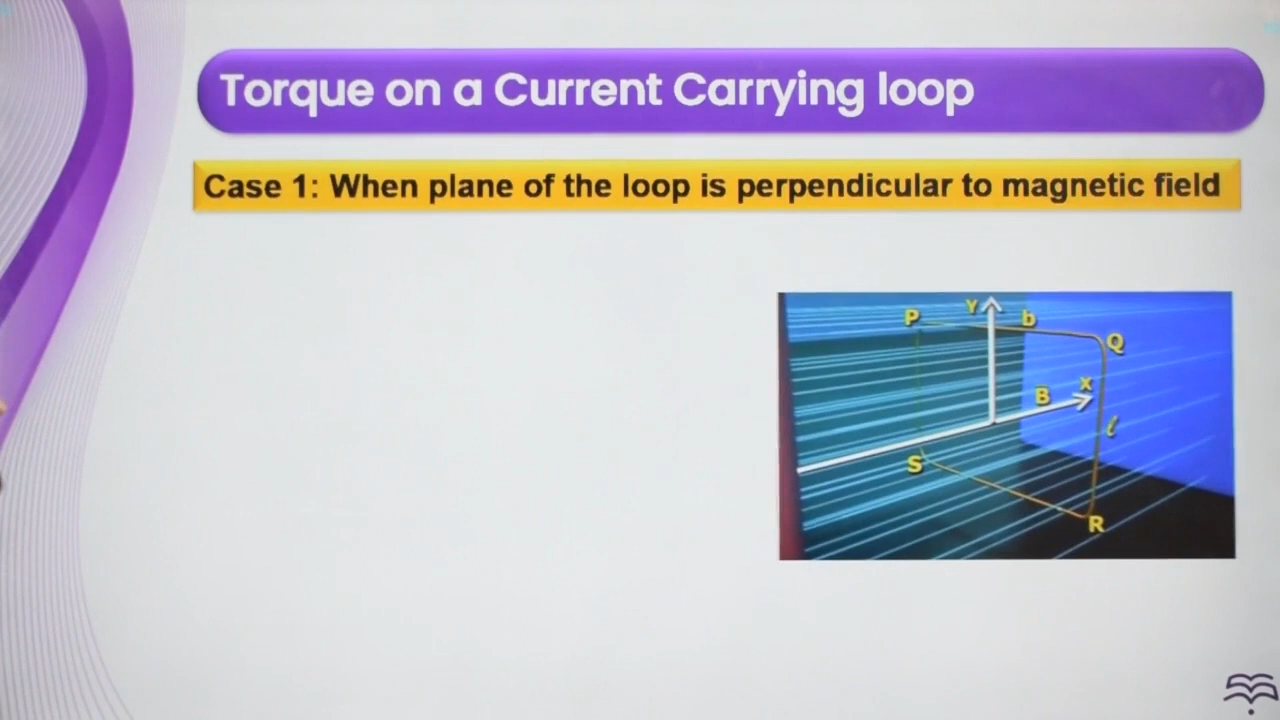 Torque on a Current Carrying loop
Case 1: When plane of the loop is perpendicular to magnetic field
P
Y
b
Q
B
x
l
S
R